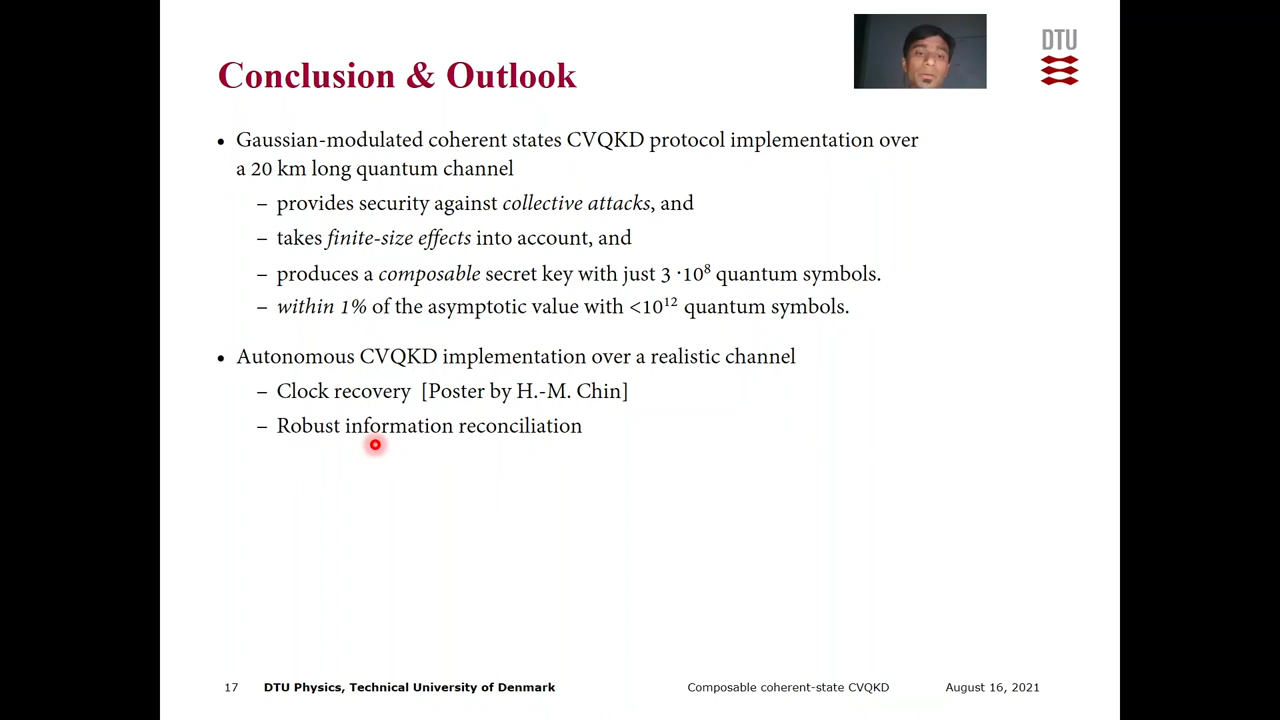 DTU
Conclusion & Outlook
• Gaussian-modulated coherent states CVQKD protocol implementation over
a 20 km long quantum channel
– provides security against collective attacks, and
– takes finite-size effects into account, and
– produces a composable secret key with just 3 ·10⁸ quantum symbols.
– within 1% of the asymptotic value with <10¹² quantum symbols.
• Autonomous CVQKD implementation over a realistic channel
– Clock recovery [Poster by H.-M. Chin]
– Robust information reconciliation
17 DTU Physics, Technical University of Denmark Composable coherent-state CVQKD August 16, 2021